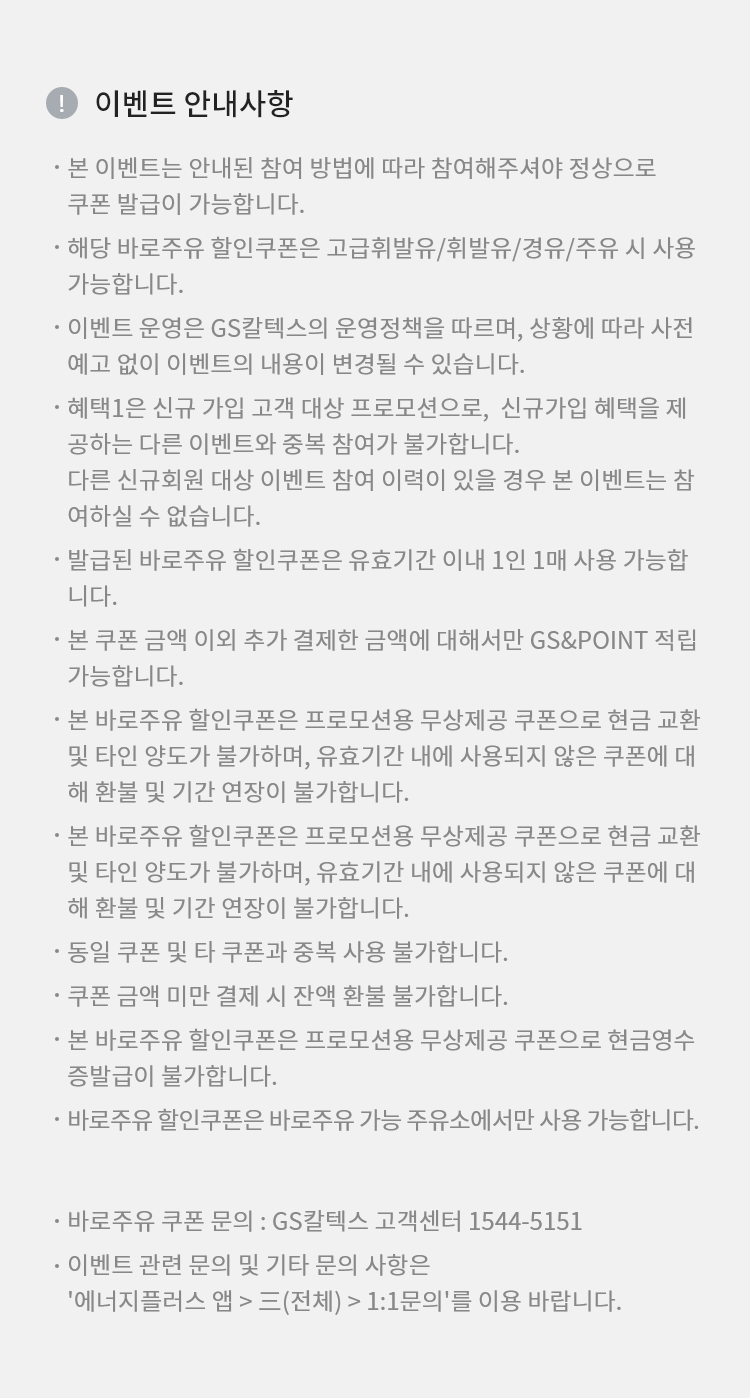 ! 이벤트 안내사항
· 본 이벤트는 안내된 참여 방법에 따라 참여해주셔야 정상으로
쿠폰 발급이 가능합니다.
· 해당 바로주유 할인쿠폰은 고급휘발유/휘발유/경유/주유 시 사용
가능합니다.
· 이벤트 운영은 GS칼텍스의 운영정책을 따르며, 상황에 따라 사전
예고 없이 이벤트의 내용이 변경될 수 있습니다.
· 혜택1은 신규 가입 고객 대상 프로모션으로, 신규가입 혜택을 제
공하는 다른 이벤트와 중복 참여가 불가합니다.
다른 신규회원 대상 이벤트 참여 이력이 있을 경우 본 이벤트는 참
여하실 수 없습니다.
· 발급된 바로주유 할인쿠폰은 유효기간 이내 1인 1매 사용 가능합
니다.
· 본 쿠폰 금액 이외 추가 결제한 금액에 대해서만 GS&POINT 적립
가능합니다.
· 본 바로주유 할인쿠폰은 프로모션용 무상제공 쿠폰으로 현금 교환
및 타인 양도가 불가하며, 유효기간 내에 사용되지 않은 쿠폰에 대
해 환불 및 기간 연장이 불가합니다.
· 본 바로주유 할인쿠폰은 프로모션용 무상제공 쿠폰으로 현금 교환
및 타인 양도가 불가하며, 유효기간 내에 사용되지 않은 쿠폰에 대
해 환불 및 기간 연장이 불가합니다.
· 동일 쿠폰 및 타 쿠폰과 중복 사용 불가합니다.
· 쿠폰 금액 미만 결제 시 잔액 환불 불가합니다.
· 본 바로주유 할인쿠폰은 프로모션용 무상제공 쿠폰으로 현금영수
증발급이 불가합니다.
· 바로주유 할인쿠폰은 바로주유 가능 주유소에서만 사용 가능합니다.
· 바로주유 쿠폰 문의 : GS칼텍스 고객센터 1544-5151
· 이벤트 관련 문의 및 기타 문의 사항은
'에너지플러스 앱 > 三(전체) > 1:1문의'를 이용 바랍니다.